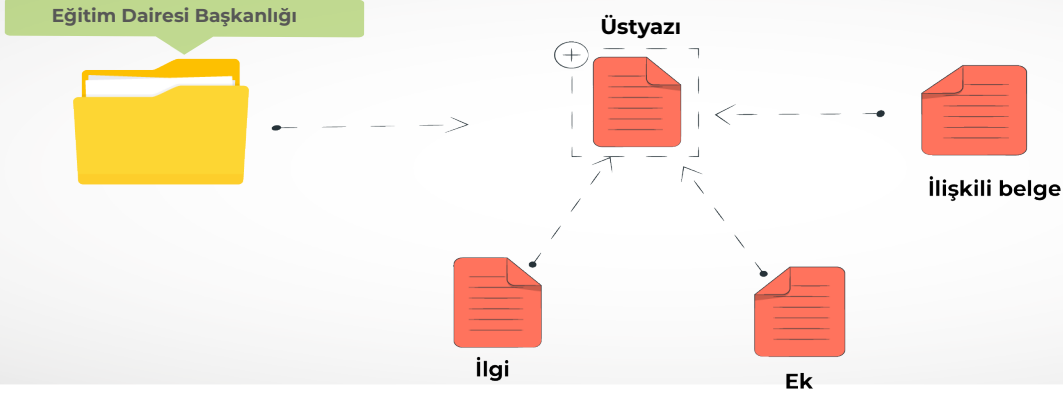 Eğitim Dairesi Başkanlığı
Üstyazı
İlişkili belge
İlgi
Ek